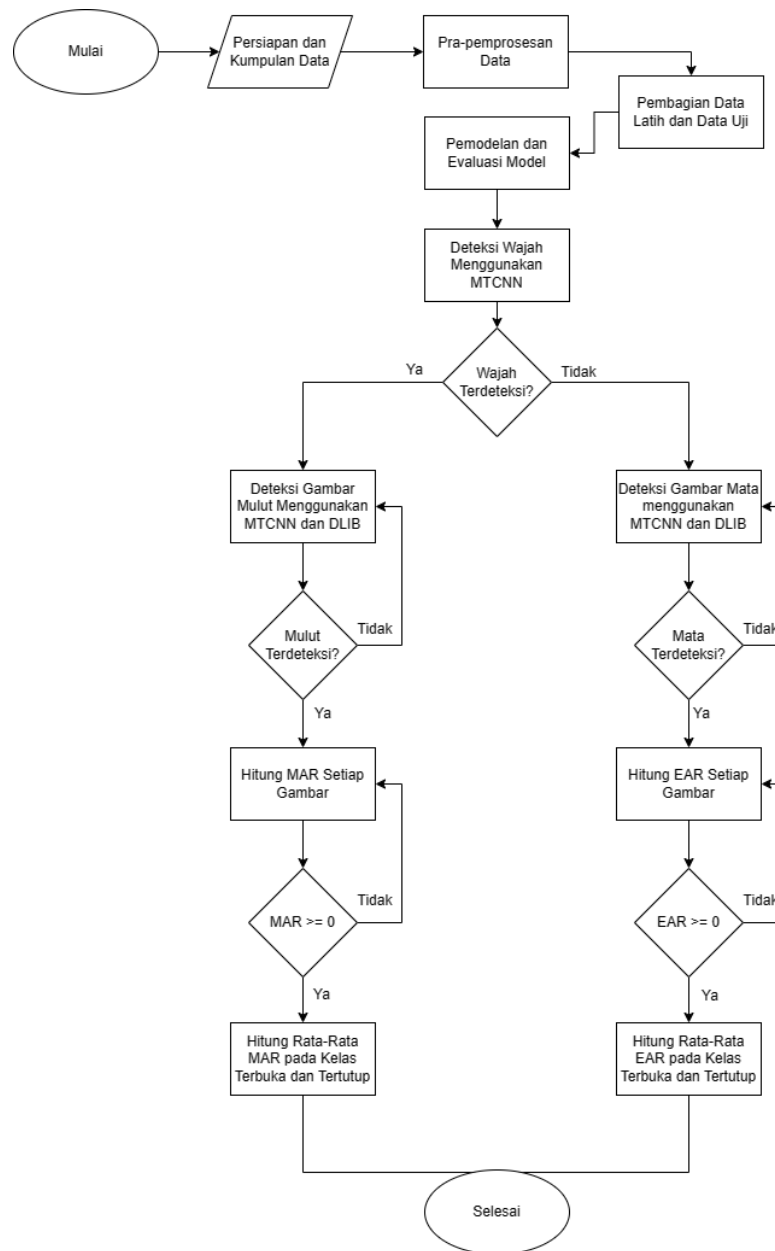 Mulai
Persiapan dan
Kumpulan Data
Pra-pemprosesan
Data
Pembagian Data
Latih dan Data Uji
Pemodelan dan
Evaluasi Model
Deteksi Wajah
Menggunakan
MTCNN
Wajah
Terdeteksi?
Ya
Tidak
Deteksi Gambar
Mulut Menggunakan
MTCNN dan DLIB
Deteksi Gambar Mata
menggunakan
MTCNN dan DLIB
Mulut
Terdeteksi?
Tidak
Ya
Mata
Terdeteksi?
Tidak
Ya
Hitung MAR Setiap
Gambar
Hitung EAR Setiap
Gambar
MAR >= 0
Tidak
Ya
EAR >= 0
Tidak
Ya
Hitung Rata-Rata
MAR pada Kelas
Terbuka dan Tertutup
Hitung Rata-Rata
EAR pada Kelas
Terbuka dan Tertutup
Selesai